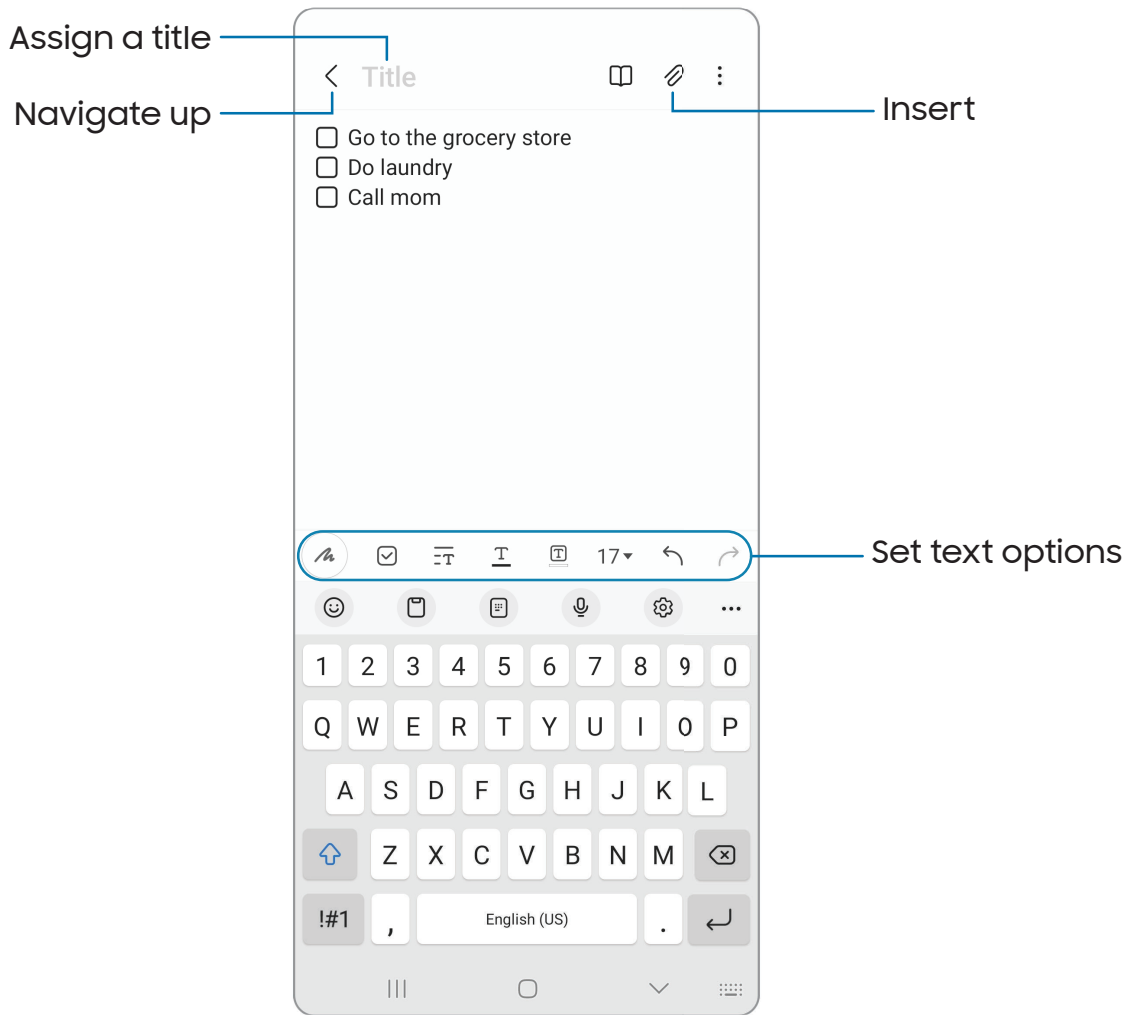 Assign a title
Title
Navigate up
Insert
Go to the grocery store
Do laundry
Call mom
T T T 17
Set text options
1 2 3 4 5 6 7 8 9 0
Q W E R T Y U I O P
A S D F G H J K L
Z X C V B N M
!#1 , English (US) .